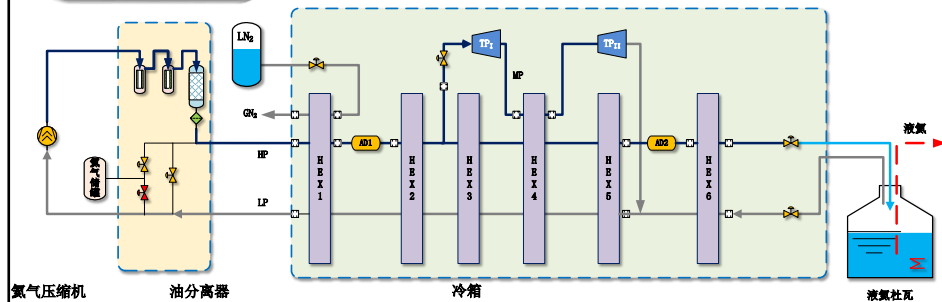 LN2
GN2
HP
LP
TPI
MP
TPII
HEX1
AD1
HEX2
HEX3
HEX4
HEX5
AD2
HEX6
液氦
氦气储罐
氦气压缩机
油分离器
冷箱
液氦杜瓦
M